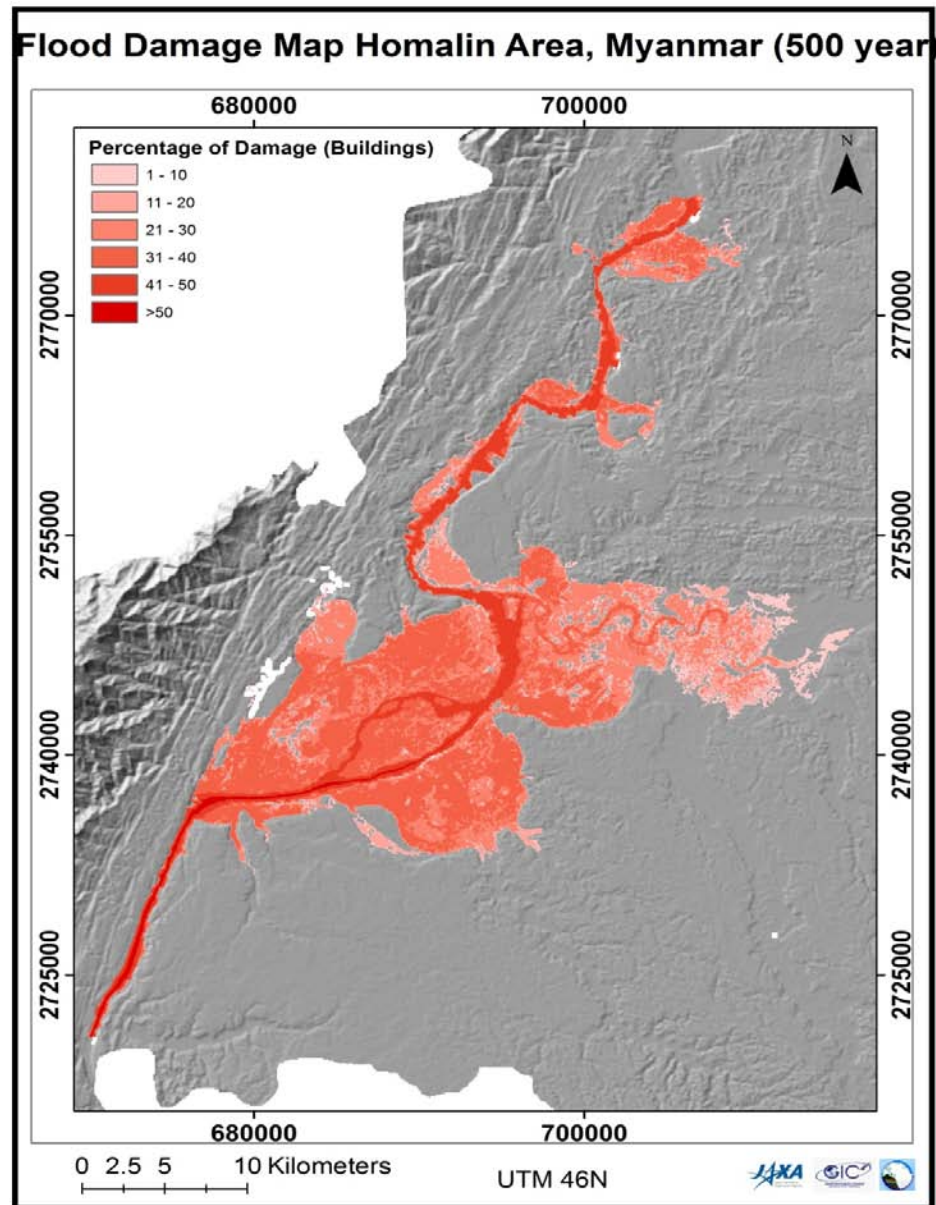 Flood Damage Map Homalin Area, Myanmar (500 year
680000 700000
N
Percentage of Damage (Buildings)
1 - 10
11 - 20
21 - 30
31 - 40
41 - 50
>50
2770000 2770000
2755000 2755000
2740000 2740000
2725000 2725000
680000 700000
0 2.5 5 10 Kilometers
UTM 46N
JAXA GIC